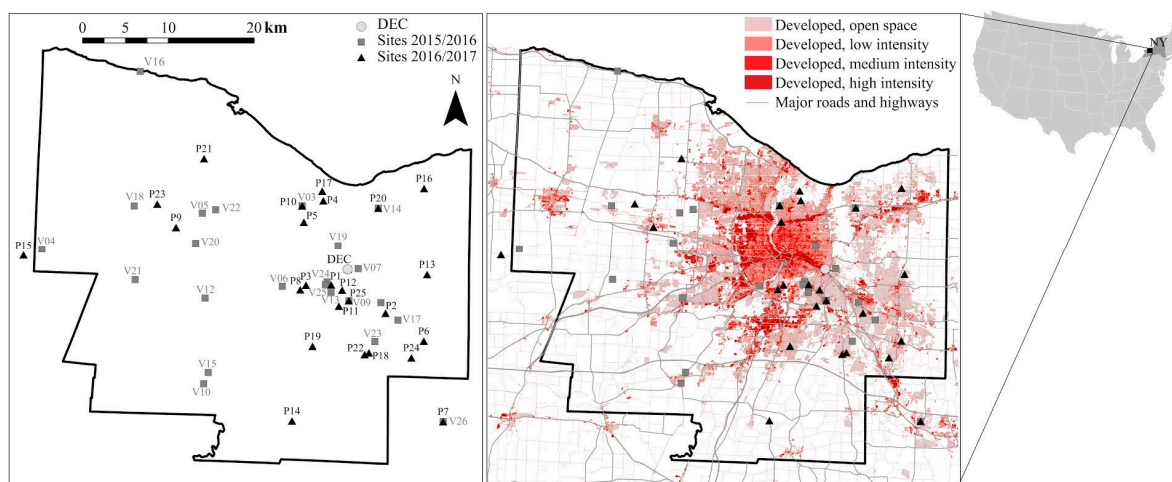 0 10 20 km
DEC
Sites 2015/2016
Sites 2016/2017
N
V16
P21
V18 P23
V05 V22
P9
V20
P15 V04
V21
V12
V15
V10
P17
P16
P10 V03 P4
P5
P20
V14
V19
DEC
V07
P13
V06
P8 P3
V24 P1
V25
V13
P12
P25
V09
P11
P2
V17
V23
P6
P19
P22 P18
P24
P14
P7
V26
Developed, open space
Developed, low intensity
Developed, medium intensity
Developed, high intensity
Major roads and highways
NY